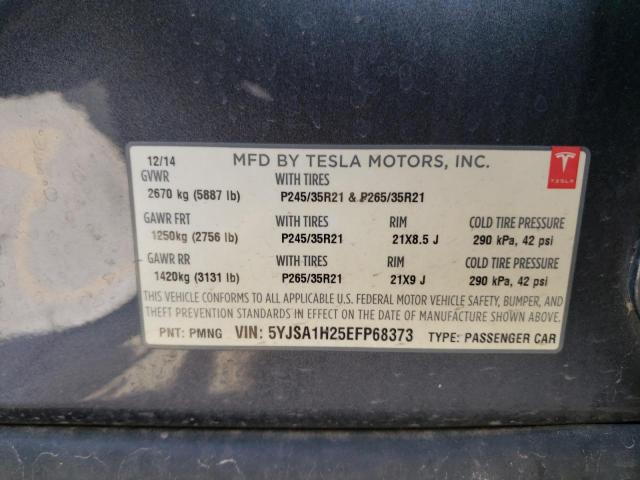 12/14 MFD BY TESLA MOTORS, INC.
GVWR WITH TIRES
2670 kg (5887 lb) P245/35R21 & P265/35R21
GAWR FRT WITH TIRES RIM COLD TIRE PRESSURE
1250kg (2756 lb) P245/35R21 21X8.5 J 290 kPa, 42 psi
GAWR RR WITH TIRES RIM COLD TIRE PRESSURE
1420kg (3131 lb) P265/35R21 21X9 J 290 kPa, 42 psi
THIS VEHICLE CONFORMS TO ALL APPLICABLE U.S. FEDERAL MOTOR VEHICLE SAFETY, BUMPER, AND
THEFT PREVENTION STANDARDS IN EFFECT ON THE DATE OF MANUFACTURE SHOWN ABOVE.
PNT: PMNG VIN: 5YJSA1H25EFP68373 TYPE: PASSENGER CAR
TESLA